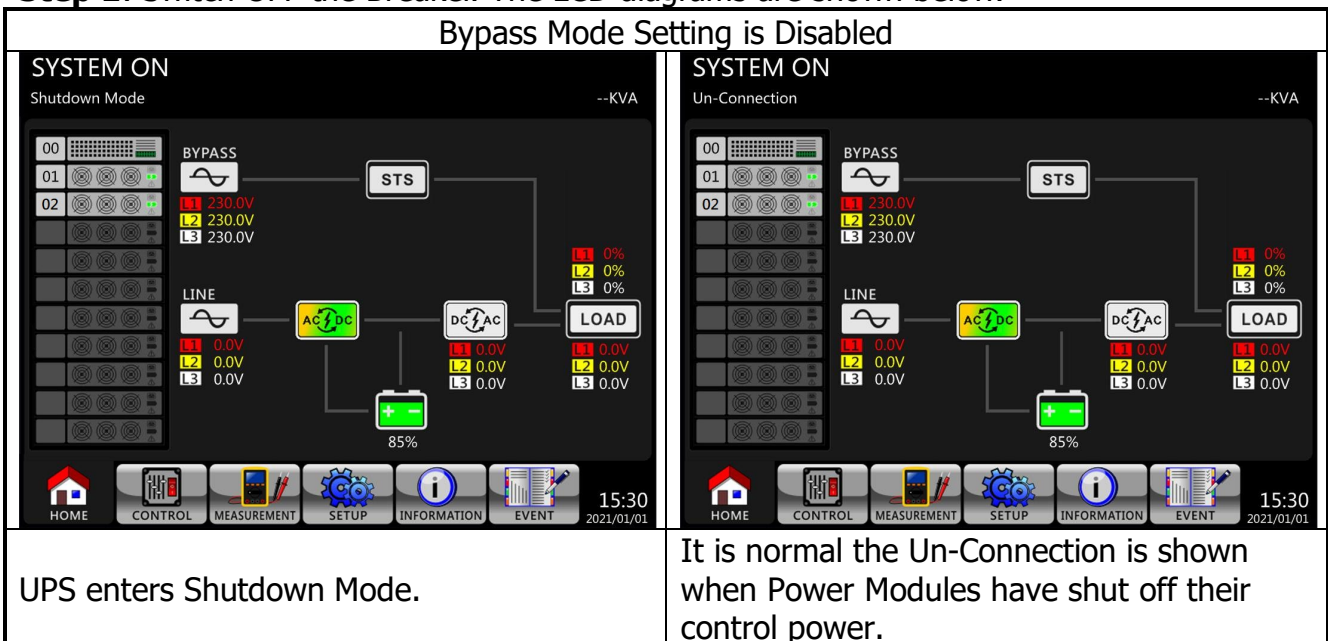 Step Switch OFF the Breaker. The LCD diagrams are shown below.
Bypass Mode Setting is Disabled
SYSTEM ON
Shutdown Mode
--KVA
00
01
02
BYPASS
L1 230.0V
L2 230.0V
L3 230.0V
STS
LINE
L1 0.0V
L2 0.0V
L3 0.0V
AC DC
DC AC
L1 0.0V
L2 0.0V
L3 0.0V
L1 0%
L2 0%
L3 0%
LOAD
L1 0.0V
L2 0.0V
L3 0.0V
+ -
85%
HOME
CONTROL
MEASUREMENT
SETUP
INFORMATION
EVENT
15:30
2021/01/01
SYSTEM ON
Un-Connection
--KVA
00
01
02
BYPASS
L1 230.0V
L2 230.0V
L3 230.0V
STS
LINE
L1 0.0V
L2 0.0V
L3 0.0V
AC DC
DC AC
L1 0.0V
L2 0.0V
L3 0.0V
L1 0%
L2 0%
L3 0%
LOAD
L1 0.0V
L2 0.0V
L3 0.0V
+ -
85%
HOME
CONTROL
MEASUREMENT
SETUP
INFORMATION
EVENT
15:30
2021/01/01
UPS enters Shutdown Mode.
It is normal the Un-Connection is shown
when Power Modules have shut off their
control power.